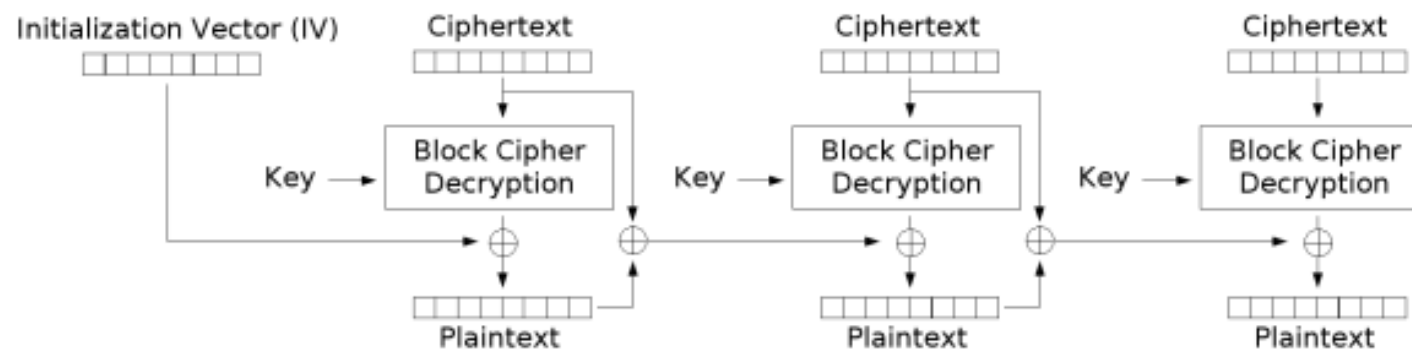 Initialization Vector (IV)
Ciphertext
Ciphertext
Ciphertext
Key
Block Cipher
Decryption
Key
Block Cipher
Decryption
Key
Block Cipher
Decryption
Plaintext
Plaintext
Plaintext